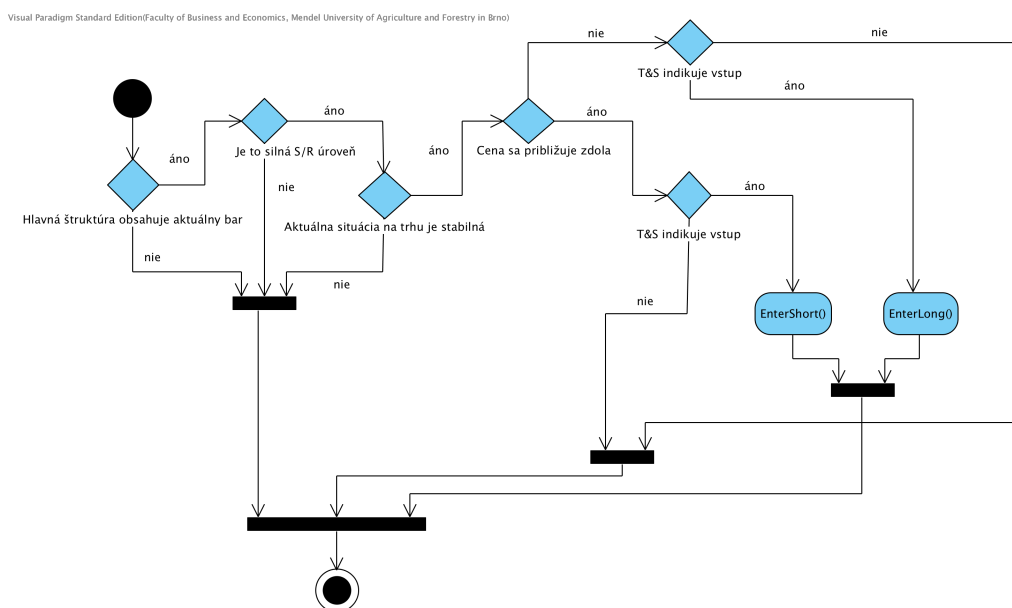 Visual Paradigm Standard Edition(Faculty of Business and Economics, Mendel University of Agriculture and Forestry in Brno)
nie
nie
T&S indikuje vstup
áno
áno
áno
Cena sa približuje zdola
áno
Je to silná S/R úroveň
áno
nie
áno
Hlavná štruktúra obsahuje aktuálny bar
Aktuálna situácia na trhu je stabilná
T&S indikuje vstup
nie
nie
nie
EnterShort()
EnterLong()